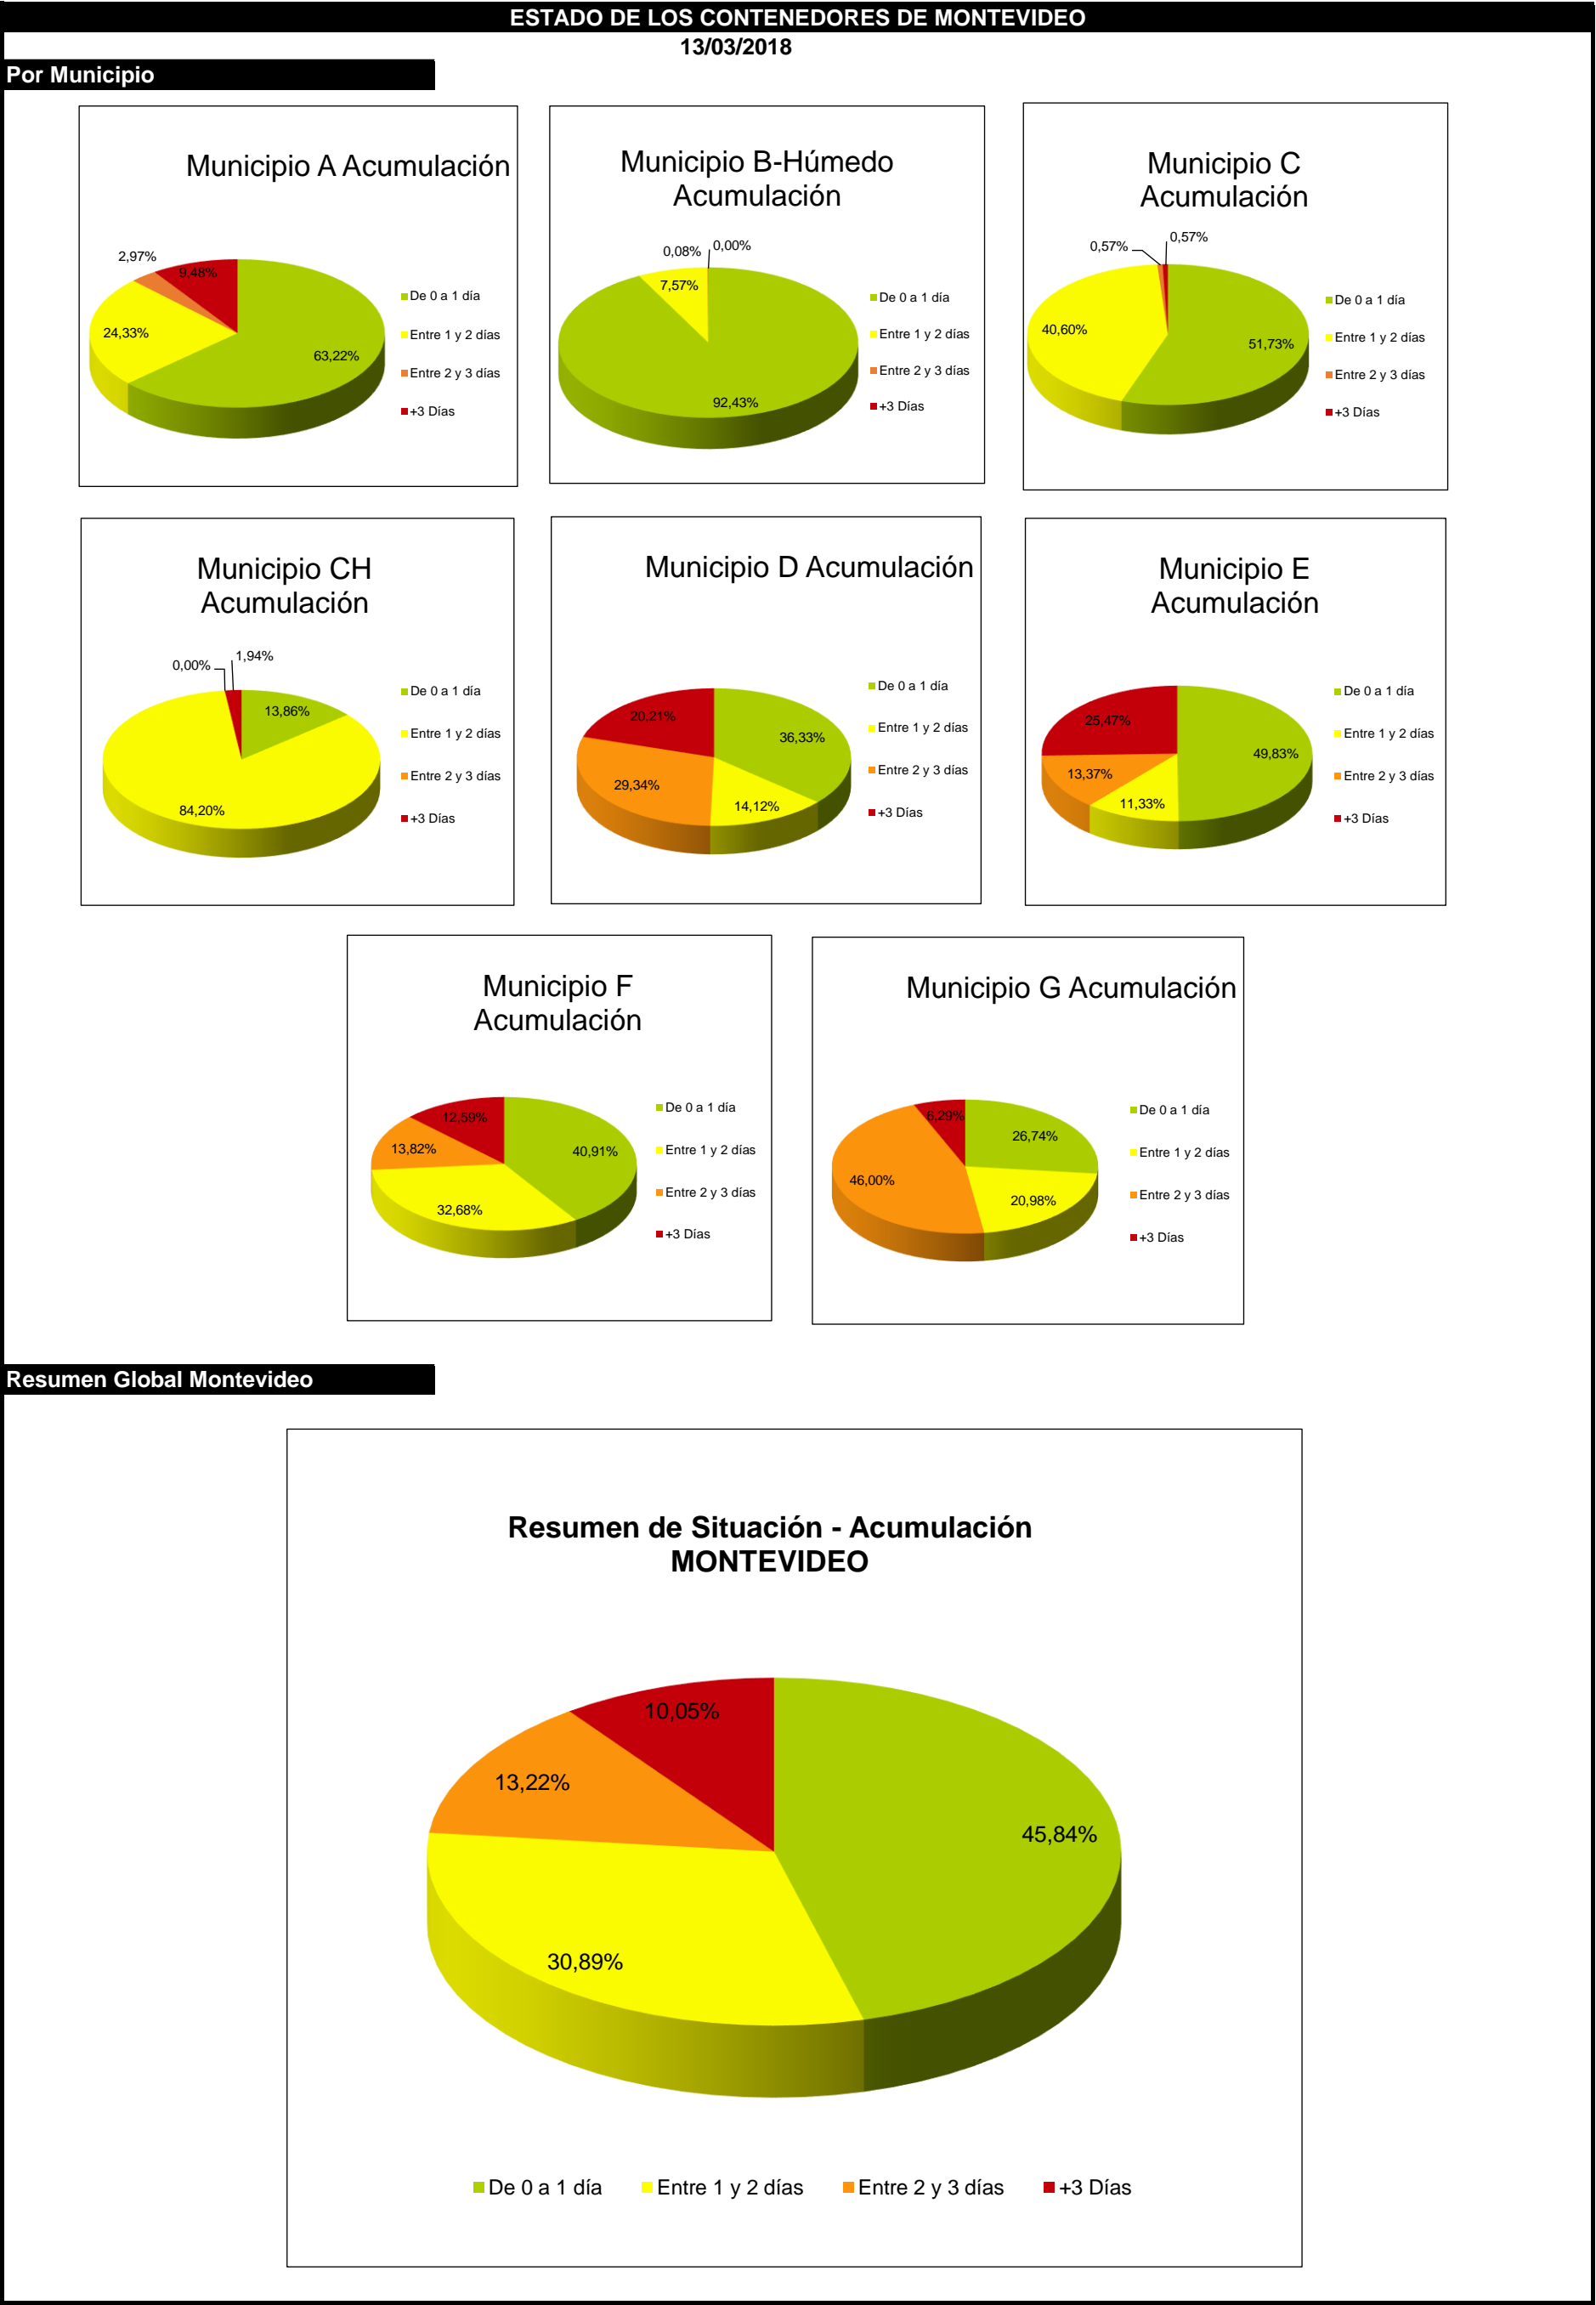 ESTADO DE LOS CONTENEDORES DE MONTEVIDEO
13/03/2018
Por Municipio
Municipio A Acumulación
2,97%
9,48%
24,33%
63,22%
De 0 a 1 día
Entre 1 y 2 días
Entre 2 y 3 días
+3 Días
Municipio B-Húmedo
Acumulación
0,08%
0,00%
7,57%
92,43%
De 0 a 1 día
Entre 1 y 2 días
Entre 2 y 3 días
+3 Días
Municipio C
Acumulación
0,57%
0,57%
40,60%
51,73%
De 0 a 1 día
Entre 1 y 2 días
Entre 2 y 3 días
+3 Días
Municipio CH
Acumulación
0,00%
1,94%
13,86%
84,20%
De 0 a 1 día
Entre 1 y 2 días
Entre 2 y 3 días
+3 Días
Municipio D Acumulación
20,21%
36,33%
29,34%
14,12%
De 0 a 1 día
Entre 1 y 2 días
Entre 2 y 3 días
+3 Días
Municipio E
Acumulación
25,47%
49,83%
13,37%
11,33%
De 0 a 1 día
Entre 1 y 2 días
Entre 2 y 3 días
+3 Días
Municipio F
Acumulación
12,59%
13,82%
40,91%
32,68%
De 0 a 1 día
Entre 1 y 2 días
Entre 2 y 3 días
+3 Días
Municipio G Acumulación
6,29%
26,74%
46,00%
20,98%
De 0 a 1 día
Entre 1 y 2 días
Entre 2 y 3 días
+3 Días
Resumen Global Montevideo
Resumen de Situación - Acumulación
MONTEVIDEO
10,05%
13,22%
45,84%
30,89%
De 0 a 1 día
Entre 1 y 2 días
Entre 2 y 3 días
+3 Días